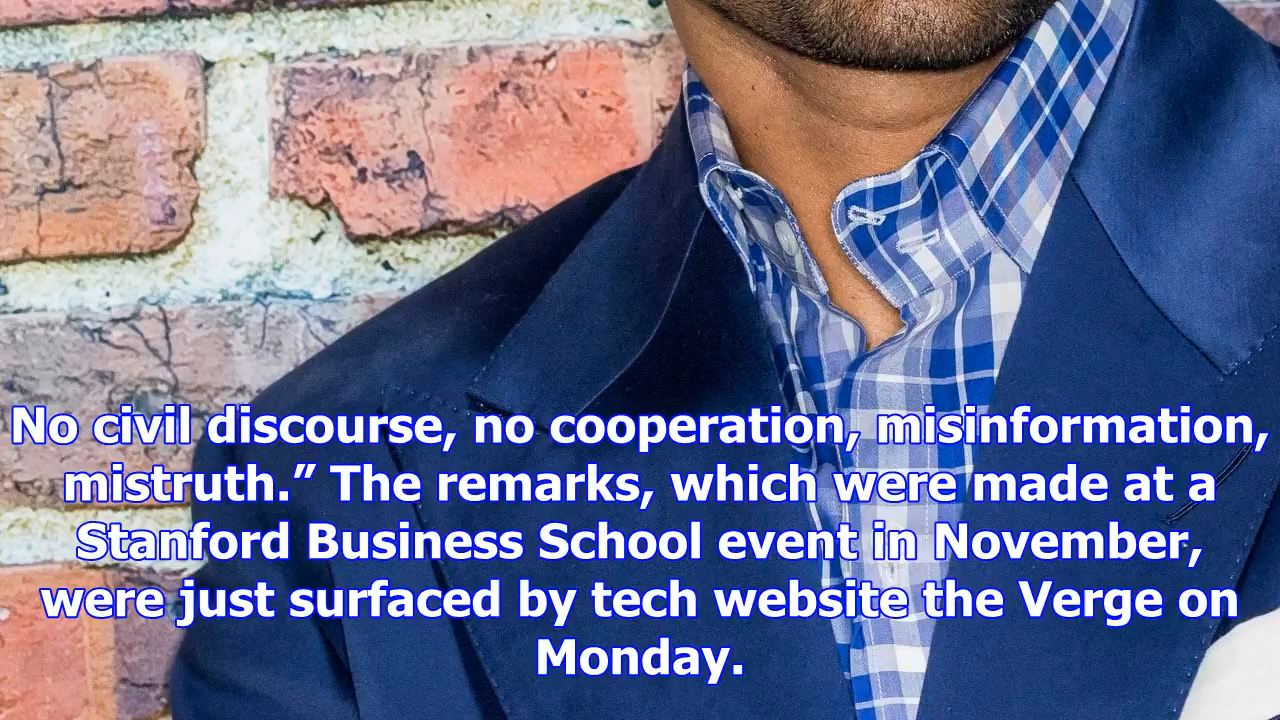 No civil discourse, no cooperation, misinformation,
mistruth.” The remarks, which were made at a
Stanford Business School event in November,
were just surfaced by tech website the Verge on
Monday.